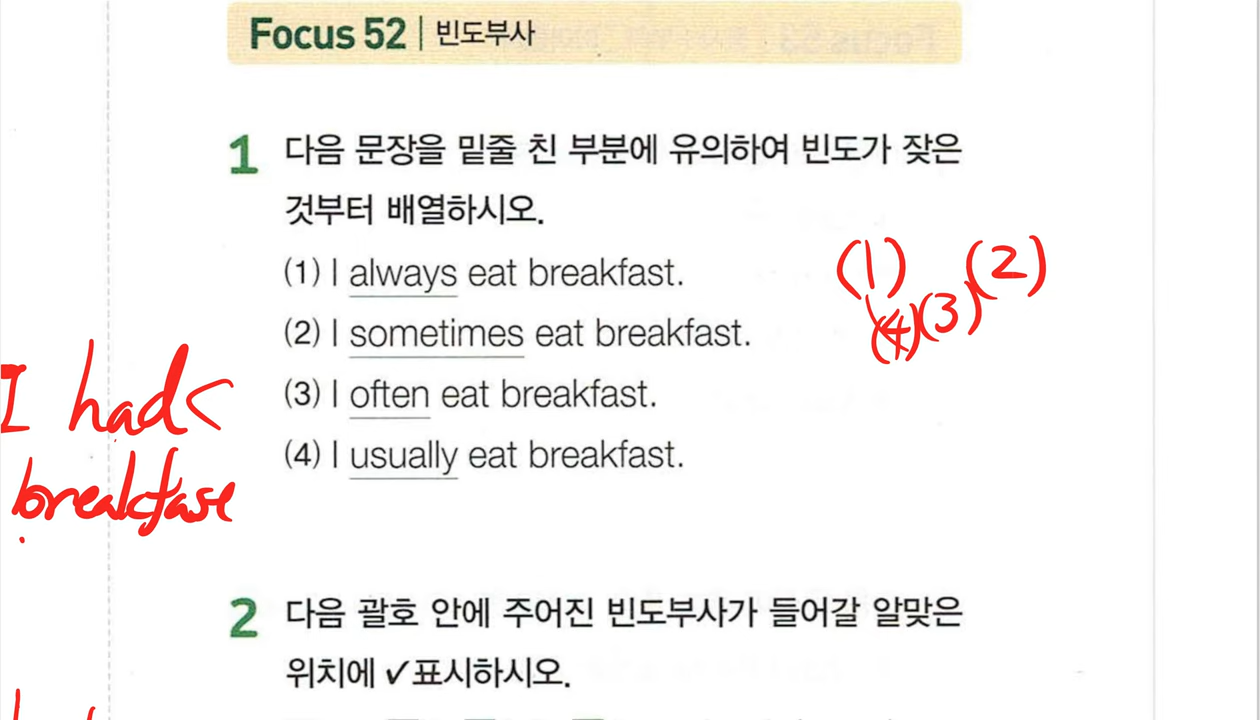 Focus 52 | 빈도부사
1 다음 문장을 밑줄 친 부분에 유의하여 빈도가 잦은
것부터 배열하시오.
(1) I always eat breakfast.
(2) I sometimes eat breakfast.
(3) I often eat breakfast.
(4) I usually eat breakfast.
(1)
(4) (3) (2)
I had
breakfase
2 다음 괄호 안에 주어진 빈도부사가 들어갈 알맞은
위치에 ✓표시하시오.